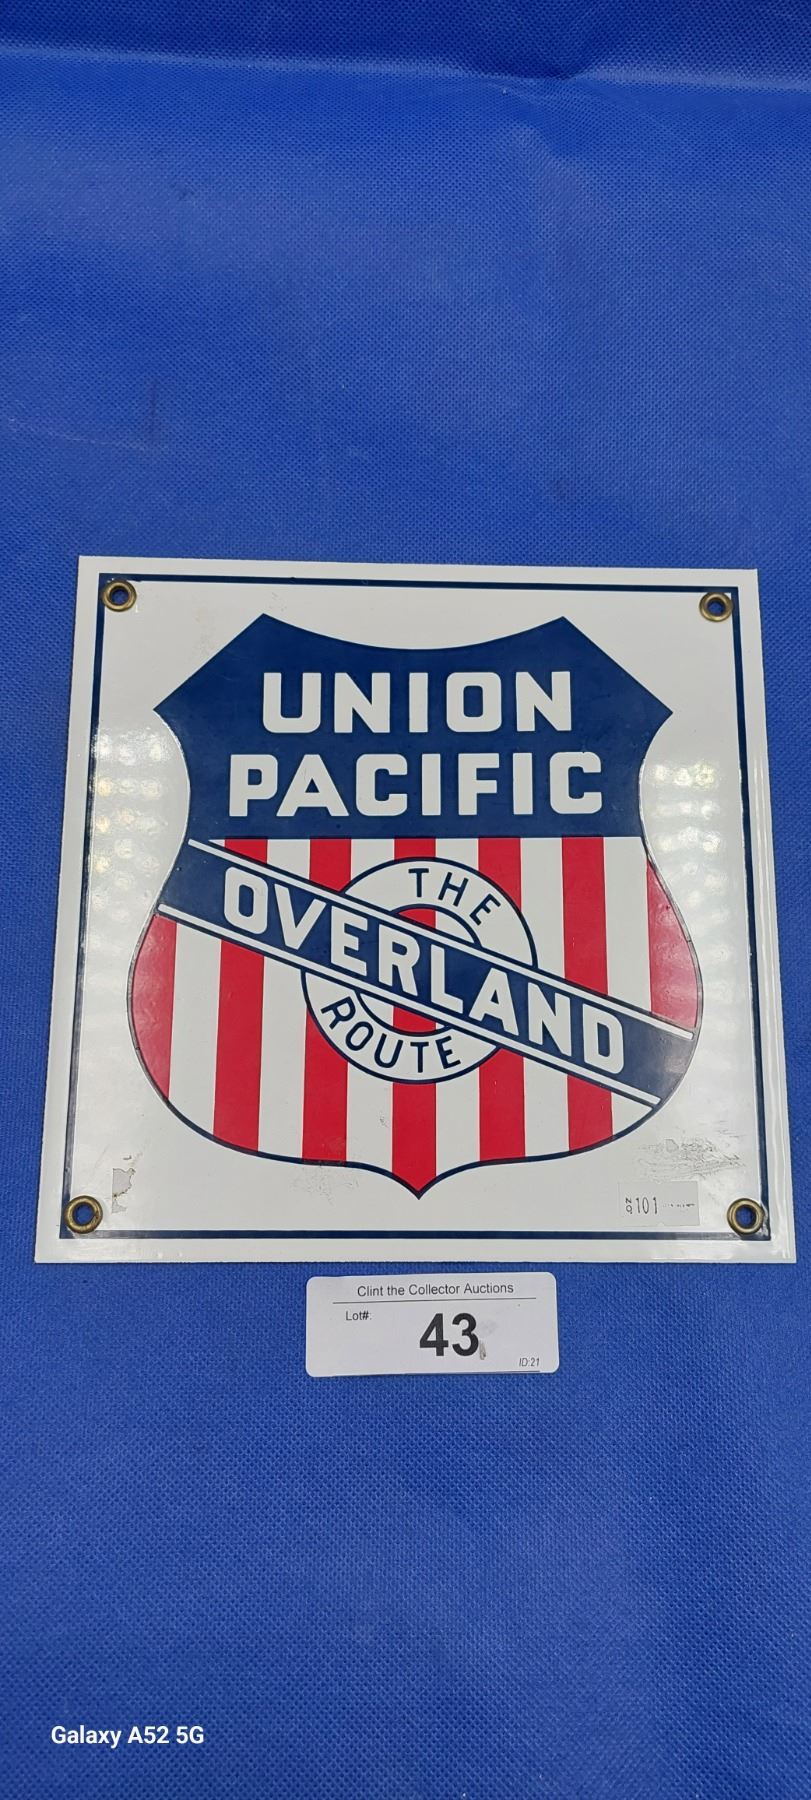 UNION
PACIFIC
THE
OVERLAND
ROUTE
101
Clint the Collector Auctions
Lot#:
43
ID:21
Galaxy A52 5G